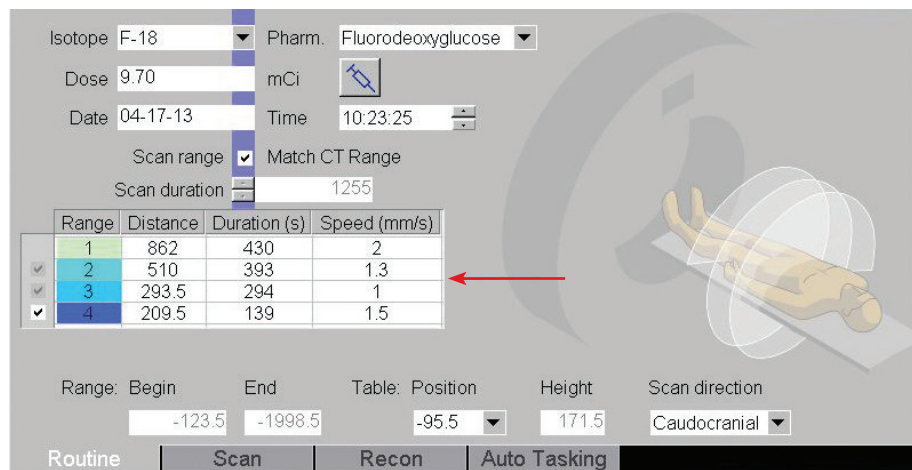 Isotope F-18 Pharm. Fluorodeoxyglucose
Dose 9.70 mCi
Date 04-17-13 Time 10:23:25
Scan range Match CT Range
Scan duration 1255
Range Distance Duration (s) Speed (mm/s)
1 862 430 2
2 510 393 1.3
3 293.5 294 1
4 209.5 139 1.5
Range: Begin End Table: Position Height Scan direction
-123.5 -1998.5 -95.5 171.5 Caudocranial
Routine Scan Recon Auto Tasking